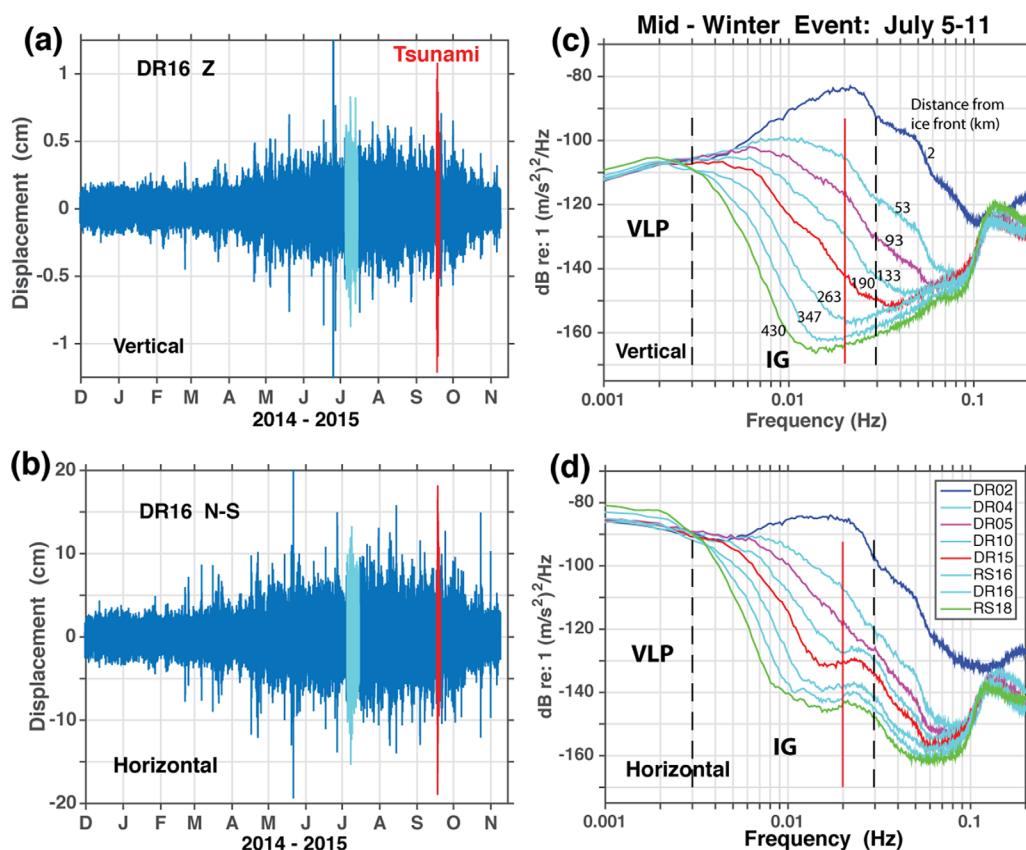 (a)
DR16 Z
Tsunami
Displacement (cm)
1
0.5
0
-0.5
-1
Vertical
D J F M A M J J A S O N
2014 - 2015
(b)
DR16 N-S
Displacement (cm)
20
10
0
-10
-20
Horizontal
D J F M A M J J A S O N
2014 - 2015
Mid - Winter Event: July 5-11
(c)
dB re: 1 (m/s²)²/Hz
-80
-100
-120
-140
-160
Distance from
ice front (km)
2
53
93
133
190
263
347
430
VLP
IG
Vertical
0.001 0.01 0.1
Frequency (Hz)
(d)
dB re: 1 (m/s²)²/Hz
-80
-100
-120
-140
-160
DR02
DR04
DR05
DR10
DR15
RS16
DR16
RS18
VLP
IG
Horizontal
0.001 0.01 0.1
Frequency (Hz)